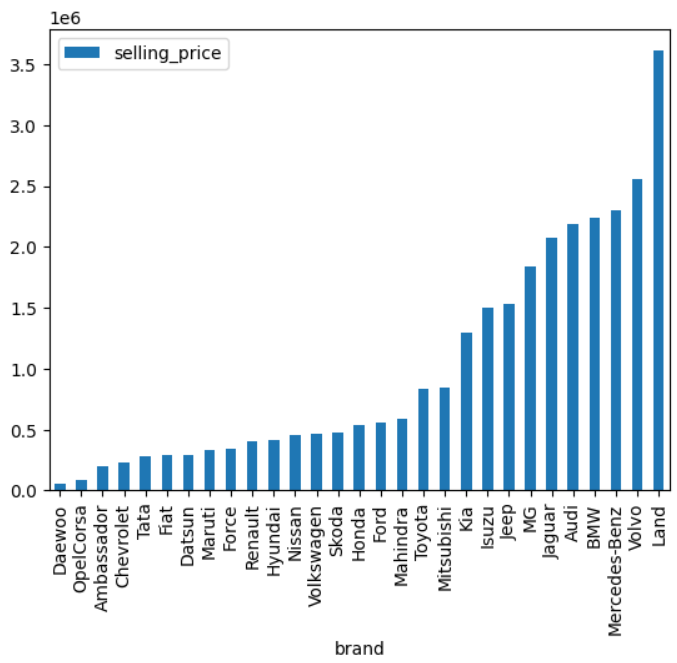 1e6
selling_price
3.5
3.0
2.5
2.0
1.5
1.0
0.5
0.0
Daewoo
OpelCorsa
Ambassador
Chevrolet
Tata
Fiat
Datsun
Maruti
Force
Renault
Hyundai
Nissan
Volkswagen
Skoda
Honda
Ford
Mahindra
Toyota
Mitsubishi
Kia
Isuzu
Jeep
MG
Jaguar
Audi
BMW
Mercedes-Benz
Volvo
Land
brand